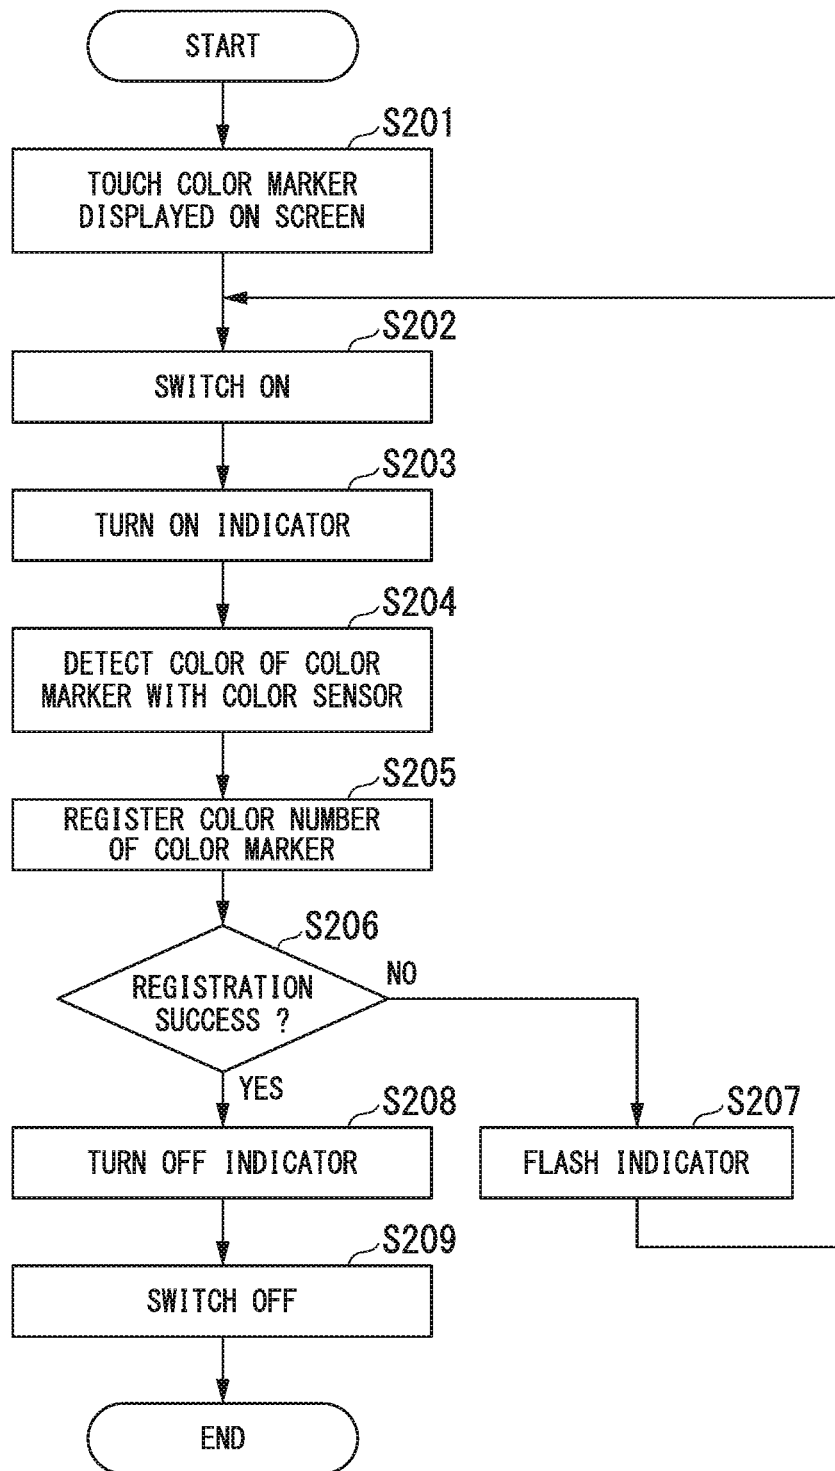 START
S201
TOUCH COLOR MARKER
DISPLAYED ON SCREEN
S202
SWITCH ON
S203
TURN ON INDICATOR
S204
DETECT COLOR OF COLOR
MARKER WITH COLOR SENSOR
S205
REGISTER COLOR NUMBER
OF COLOR MARKER
S206
REGISTRATION
SUCCESS ?
NO
YES
S207
FLASH INDICATOR
S208
TURN OFF INDICATOR
S209
SWITCH OFF
END